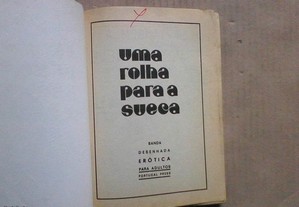 uma
rolha
para a
sueca
BANDA
DESENHADA
ERÓTICA
PARA ADULTOS
PORTUGAL PRESS